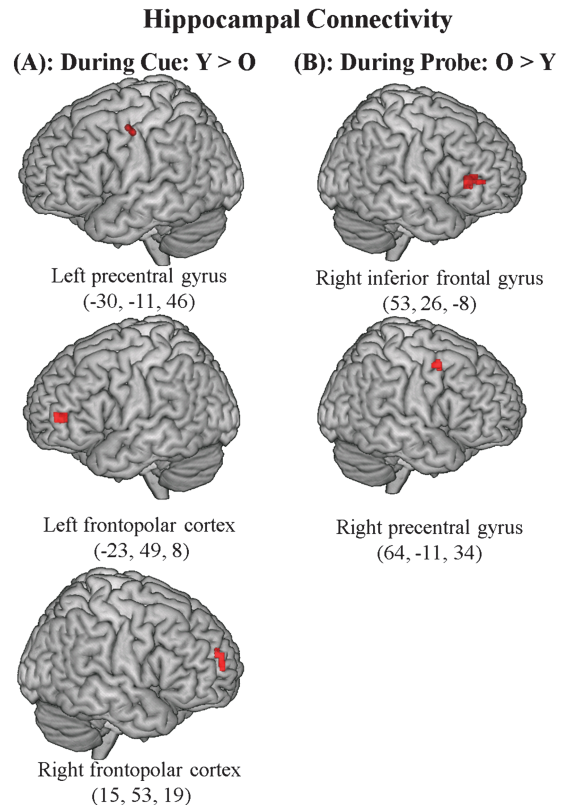 Hippocampal Connectivity
(A): During Cue: Y > O
(B): During Probe: O > Y
Left precentral gyrus
(-30, -11, 46)
Right inferior frontal gyrus
(53, 26, -8)
Left frontopolar cortex
(-23, 49, 8)
Right precentral gyrus
(64, -11, 34)
Right frontopolar cortex
(15, 53, 19)